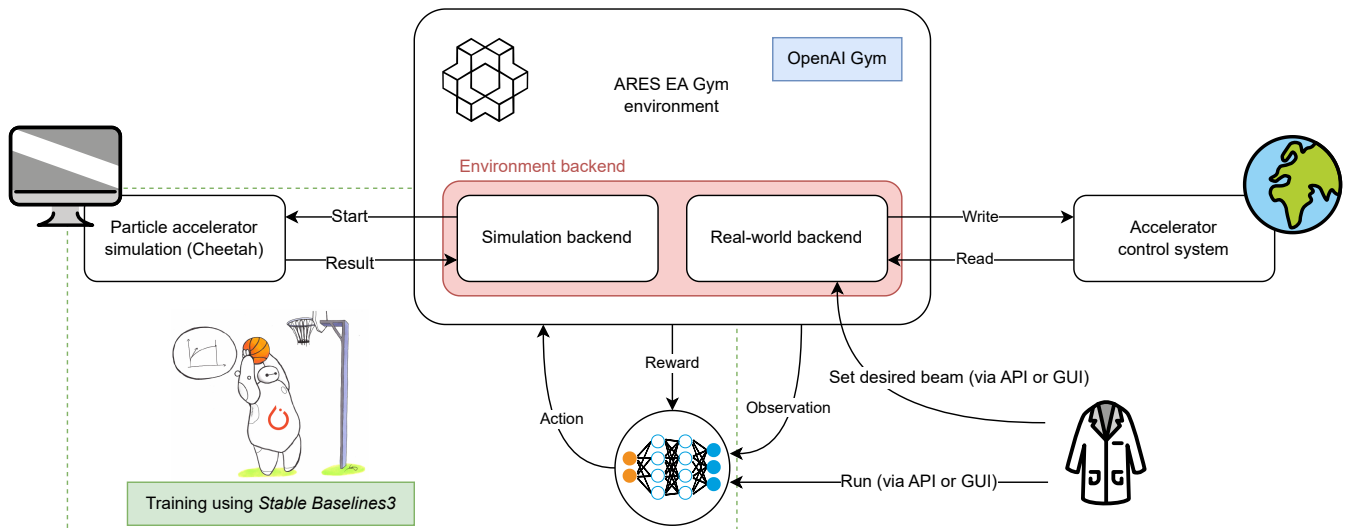 OpenAI Gym
ARES EA Gym
environment
Environment backend
Particle accelerator
simulation (Cheetah)
Start
Result
Simulation backend
Real-world backend
Write
Read
Accelerator
control system
Reward
Action
Observation
Set desired beam (via API or GUI)
Run (via API or GUI)
Training using Stable Baselines3